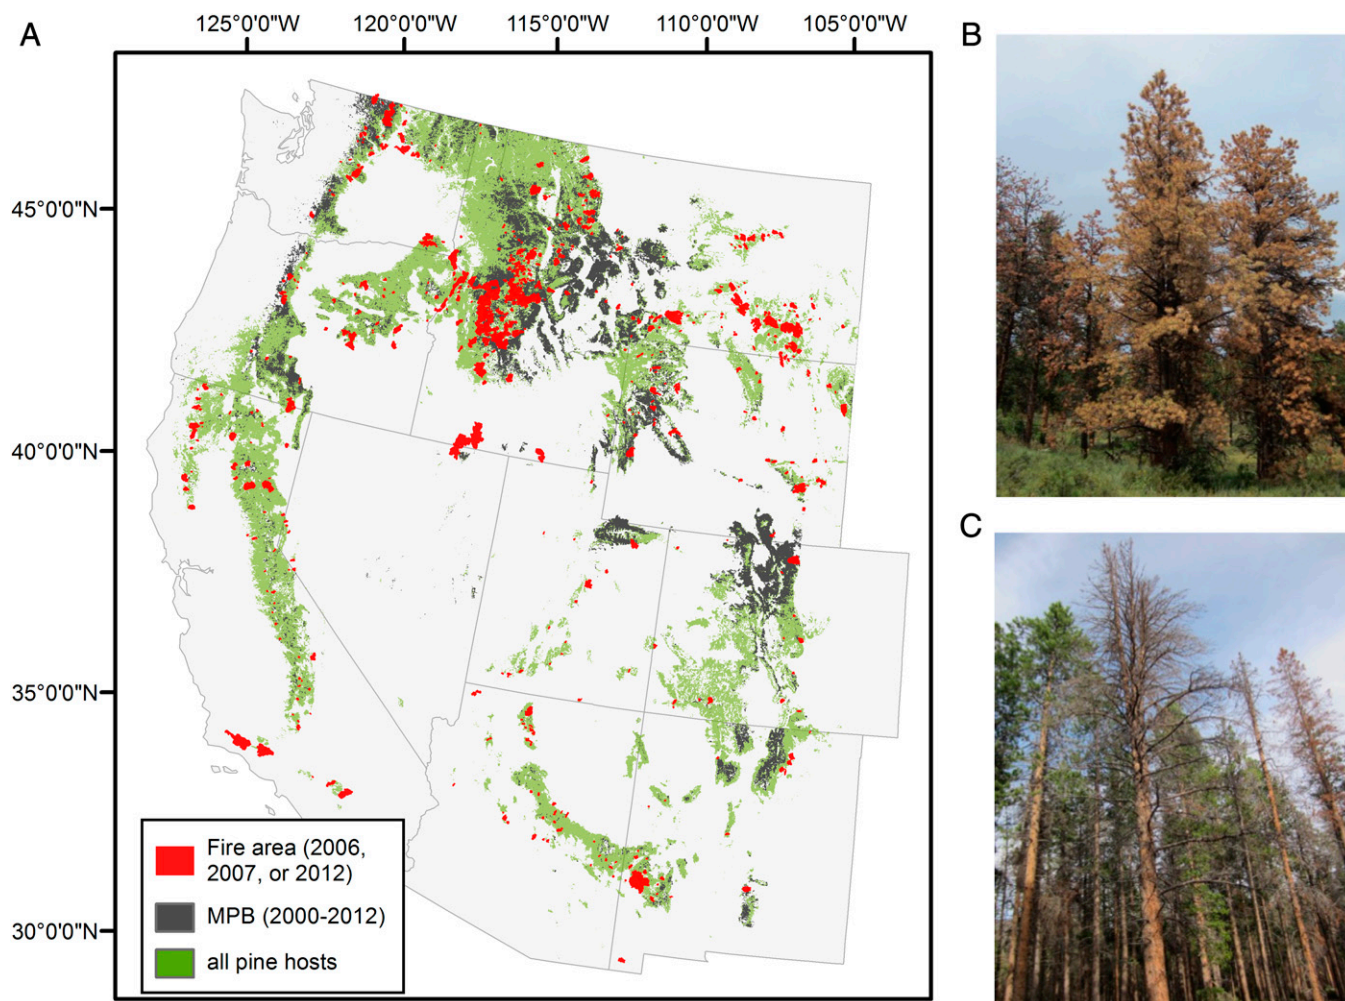 A
125°0'0"W 120°0'0"W 115°0'0"W 110°0'0"W 105°0'0"W
B
45°0'0"N
40°0'0"N
C
35°0'0"N
Fire area (2006,
2007, or 2012)
MPB (2000-2012)
all pine hosts
30°0'0"N